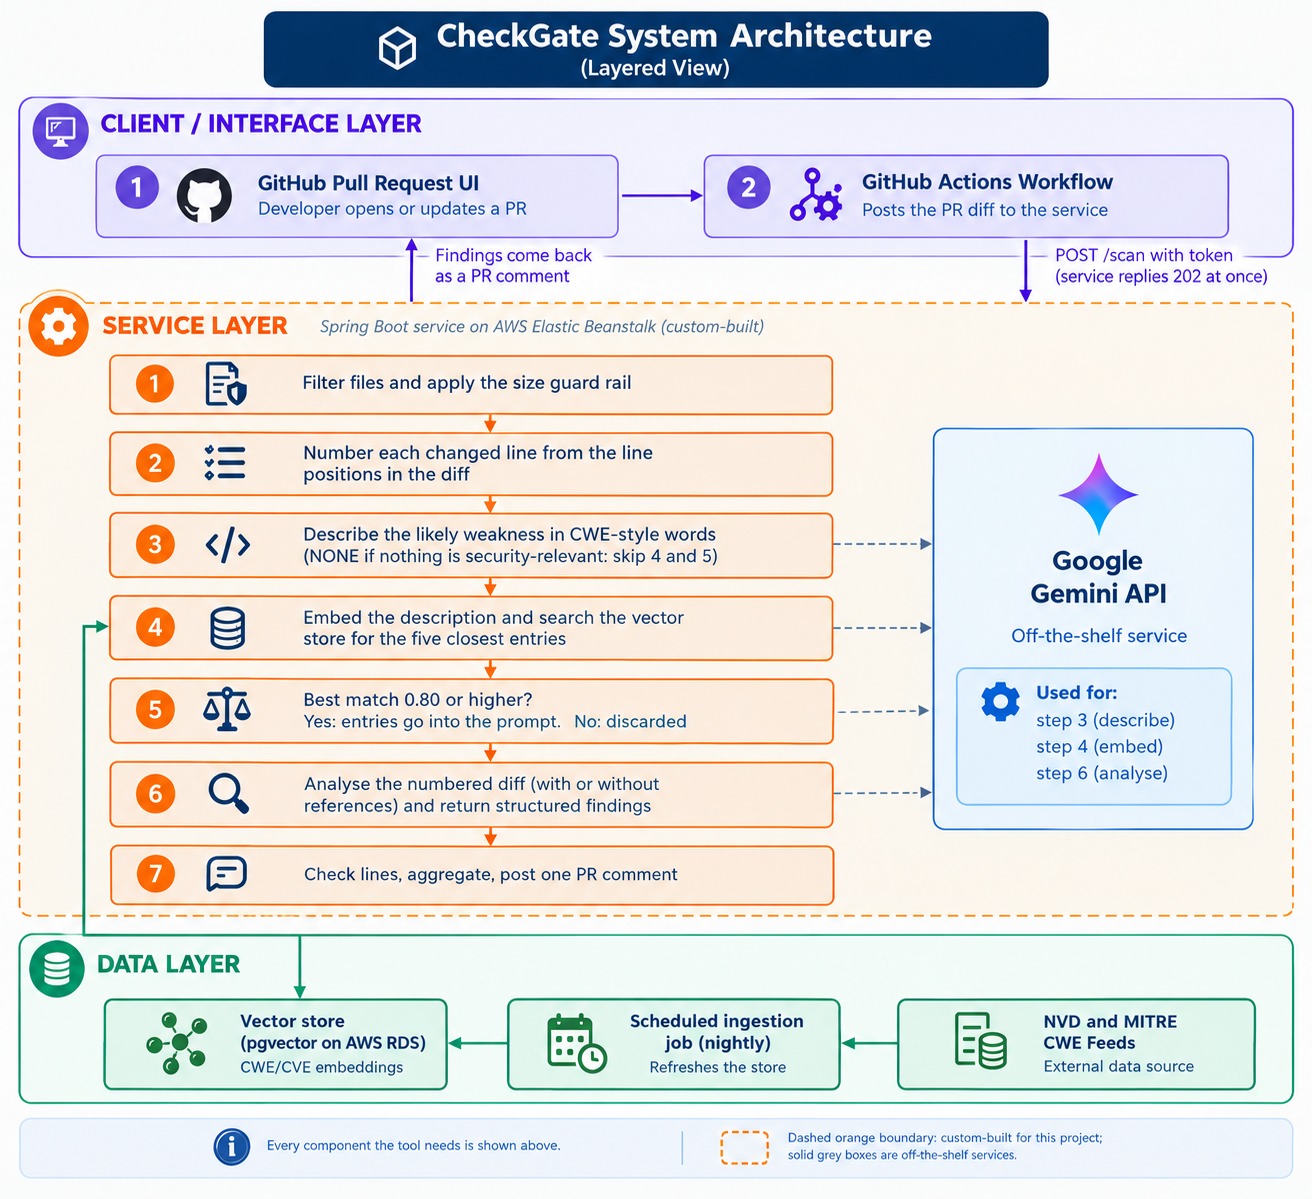 CheckGate System Architecture
(Layered View)
CLIENT / INTERFACE LAYER
1
GitHub Pull Request UI
Developer opens or updates a PR
2
GitHub Actions Workflow
Posts the PR diff to the service
Findings come back
as a PR comment
POST /scan with token
(service replies 202 at once)
SERVICE LAYER
Spring Boot service on AWS Elastic Beanstalk (custom-built)
1
Filter files and apply the size guard rail
2
Number each changed line from the line
positions in the diff
3
Describe the likely weakness in CWE-style words
(NONE if nothing is security-relevant: skip 4 and 5)
4
Embed the description and search the vector
store for the five closest entries
5
Best match 0.80 or higher?
Yes: entries go into the prompt. No: discarded
6
Analyse the numbered diff (with or without
references) and return structured findings
7
Check lines, aggregate, post one PR comment
Google
Gemini API
Off-the-shelf service
Used for:
step 3 (describe)
step 4 (embed)
step 6 (analyse)
DATA LAYER
Vector store
(pgvector on AWS RDS)
CWE/CVE embeddings
Scheduled ingestion
job (nightly)
Refreshes the store
NVD and MITRE
CWE Feeds
External data source
Every component the tool needs is shown above.
Dashed orange boundary: custom-built for this project;
solid grey boxes are off-the-shelf services.